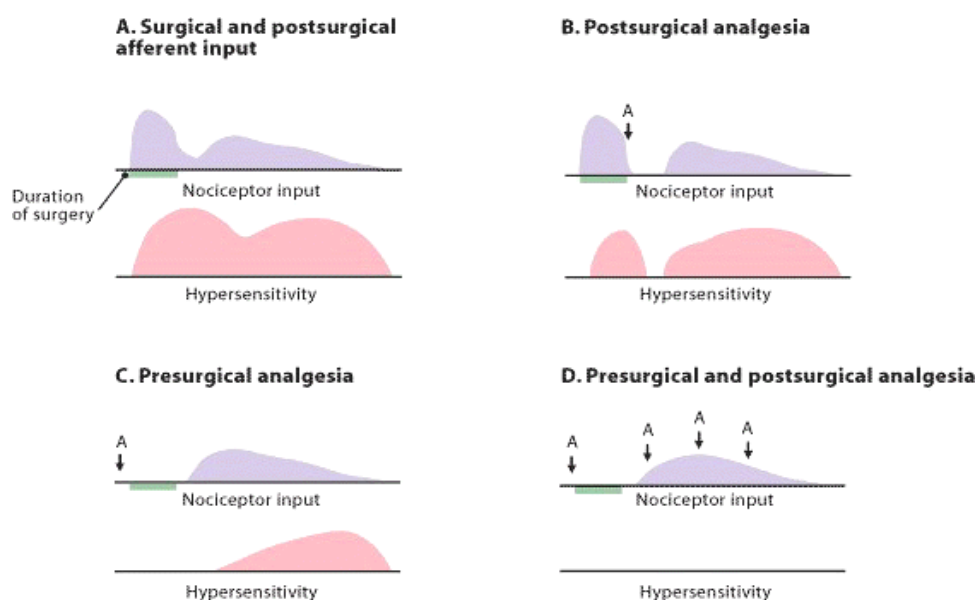 A. Surgical and postsurgical
afferent input
Duration
of surgery
Nociceptor input
Hypersensitivity
B. Postsurgical analgesia
A
Nociceptor input
Hypersensitivity
C. Presurgical analgesia
A
Nociceptor input
Hypersensitivity
D. Presurgical and postsurgical analgesia
A
A
A
A
Nociceptor input
Hypersensitivity